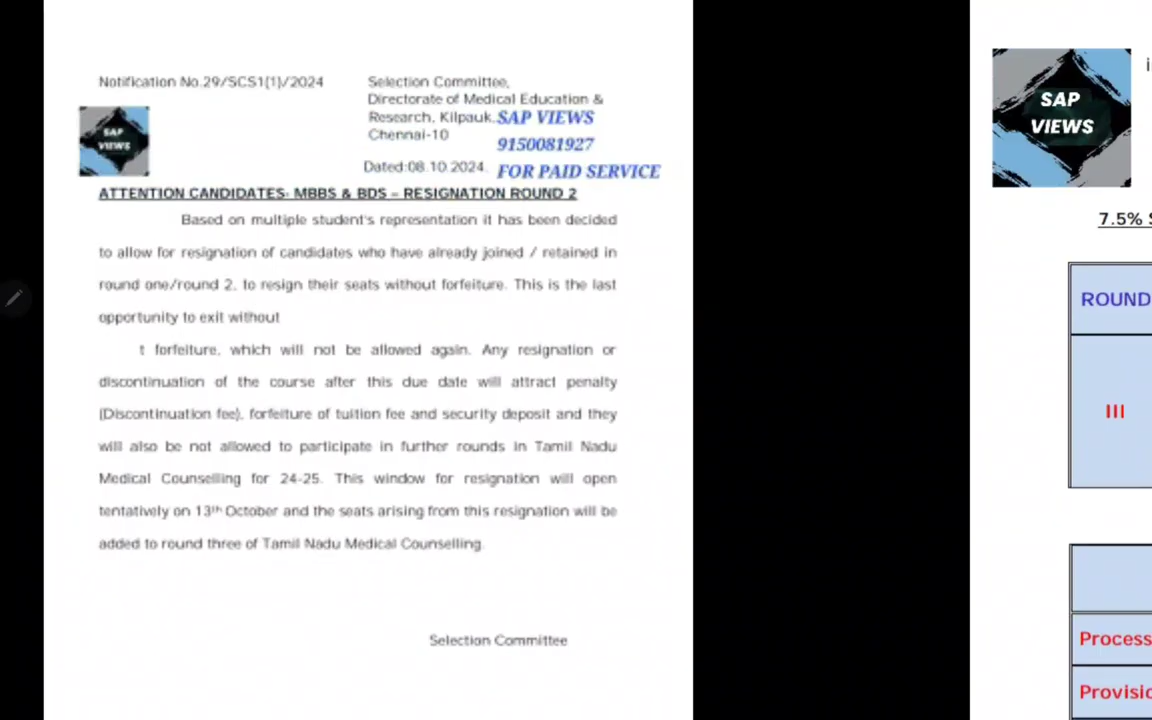 Notification No.29/SCS1(1)/2024
Selection Committee,
Directorate of Medical Education &
Research, Kilpauk,
Chennai-10
SAP VIEWS
9150081927
FOR PAID SERVICE
SAP
VIEWS
Dated:08.10.2024.
ATTENTION CANDIDATES- MBBS & BDS – RESIGNATION ROUND 2
Based on multiple student's representation it has been decided
to allow for resignation of candidates who have already joined / retained in
round one/round 2, to resign their seats without forfeiture. This is the last
opportunity to exit without
t forfeiture, which will not be allowed again. Any resignation or
discontinuation of the course after this due date will attract penalty
(Discontinuation fee), forfeiture of tuition fee and security deposit and they
will also be not allowed to participate in further rounds in Tamil Nadu
Medical Counselling for 24-25. This window for resignation will open
tentatively on 13th October and the seats arising from this resignation will be
added to round three of Tamil Nadu Medical Counselling.
Selection Committee
SAP
VIEWS
7.5%
ROUND
III
Process
Provisio